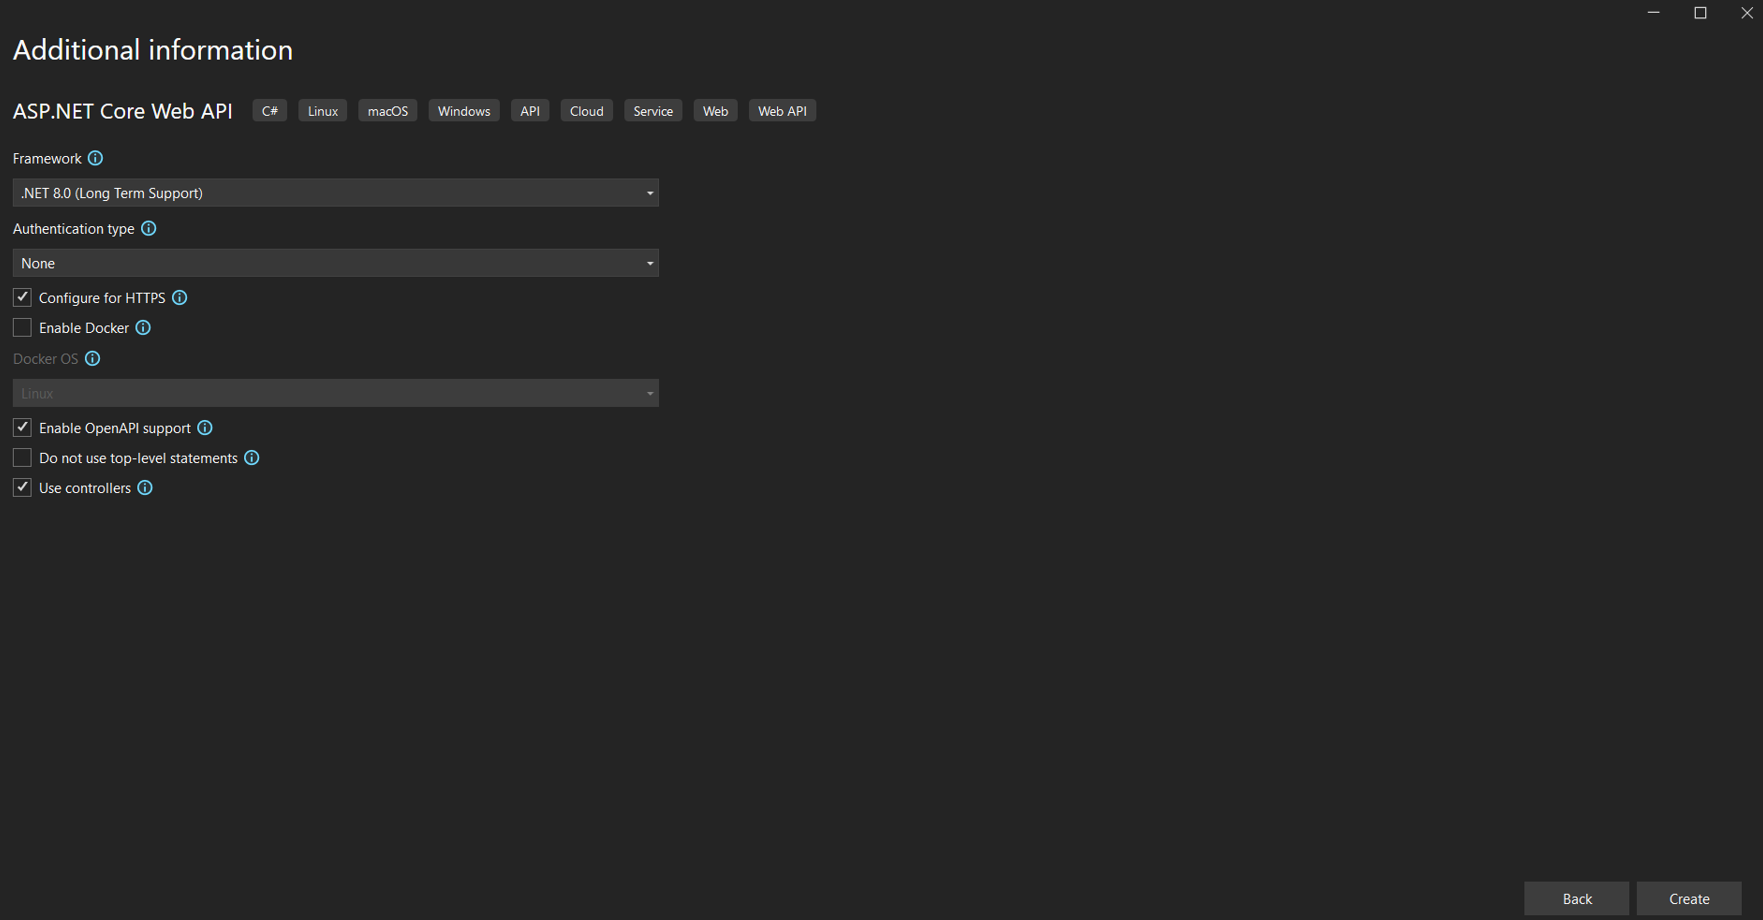 Additional information
ASP.NET Core Web API C# Linux macOS Windows API Cloud Service Web Web API
Framework
.NET 8.0 (Long Term Support)
Authentication type
None
Configure for HTTPS
Enable Docker
Docker OS
Linux
Enable OpenAPI support
Do not use top-level statements
Use controllers
Back Create